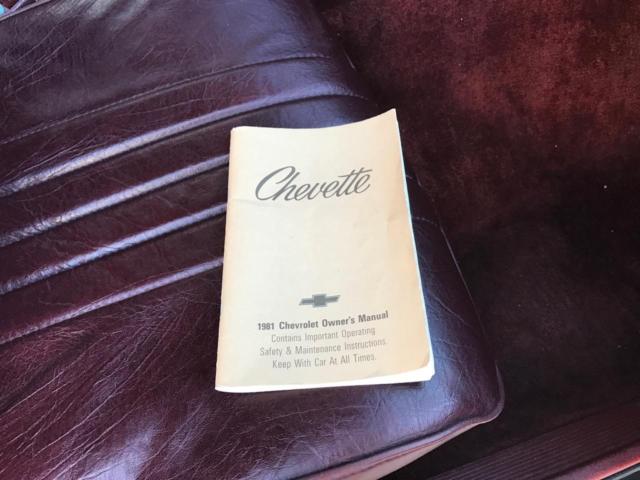 Chevette
1981 Chevrolet Owner's Manual
Contains Important Operating
Safety & Maintenance Instructions.
Keep With Car At All Times.